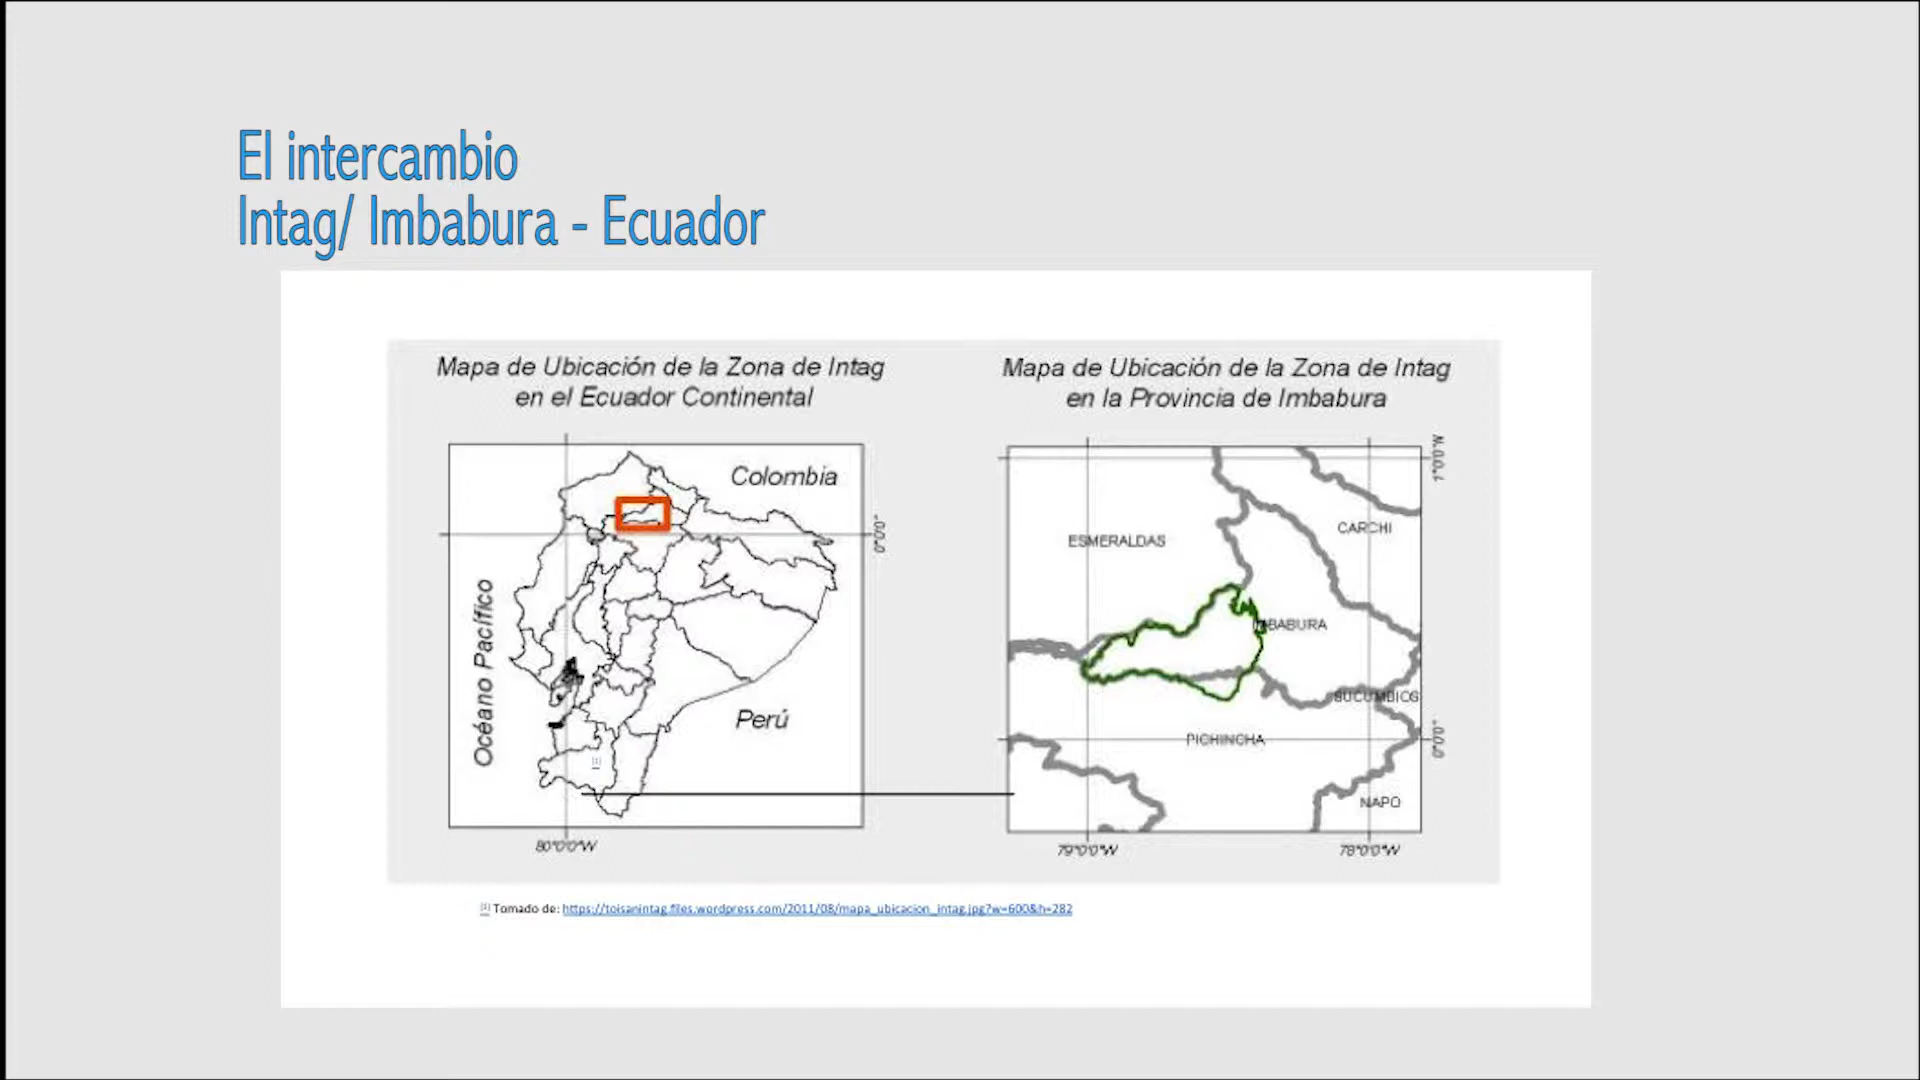 El intercambio
Intag/ Imbabura - Ecuador
Mapa de Ubicación de la Zona de Intag
en el Ecuador Continental
Colombia
0°0'0"
Océano Pacífico
Perú
[1]
80°0'0"W
Mapa de Ubicación de la Zona de Intag
en la Provincia de Imbabura
1°0'0"N
CARCHI
ESMERALDAS
IMBABURA
SUCUMBIOS
PICHINCHA
0°0'0"
NAPO
79°0'0"W
78°0'0"W
[1] Tomado de: https://toisanintag.files.wordpress.com/2011/08/mapa_ubicacion_intag.jpg?w=600&h=282